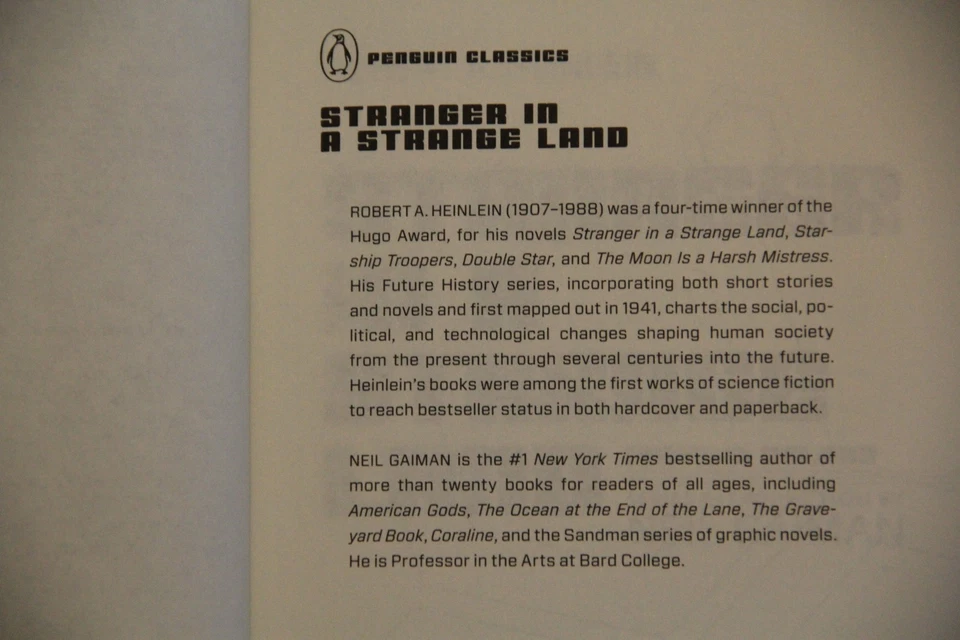 PENGUIN CLASSICS
STRANGER IN
A STRANGE LAND
ROBERT A. HEINLEIN (1907–1988) was a four-time winner of the
Hugo Award, for his novels Stranger in a Strange Land, Star-
ship Troopers, Double Star, and The Moon Is a Harsh Mistress.
His Future History series, incorporating both short stories
and novels and first mapped out in 1941, charts the social, po-
litical, and technological changes shaping human society
from the present through several centuries into the future.
Heinlein's books were among the first works of science fiction
to reach bestseller status in both hardcover and paperback.
NEIL GAIMAN is the #1 New York Times bestselling author of
more than twenty books for readers of all ages, including
American Gods, The Ocean at the End of the Lane, The Grave-
yard Book, Coraline, and the Sandman series of graphic novels.
He is Professor in the Arts at Bard College.